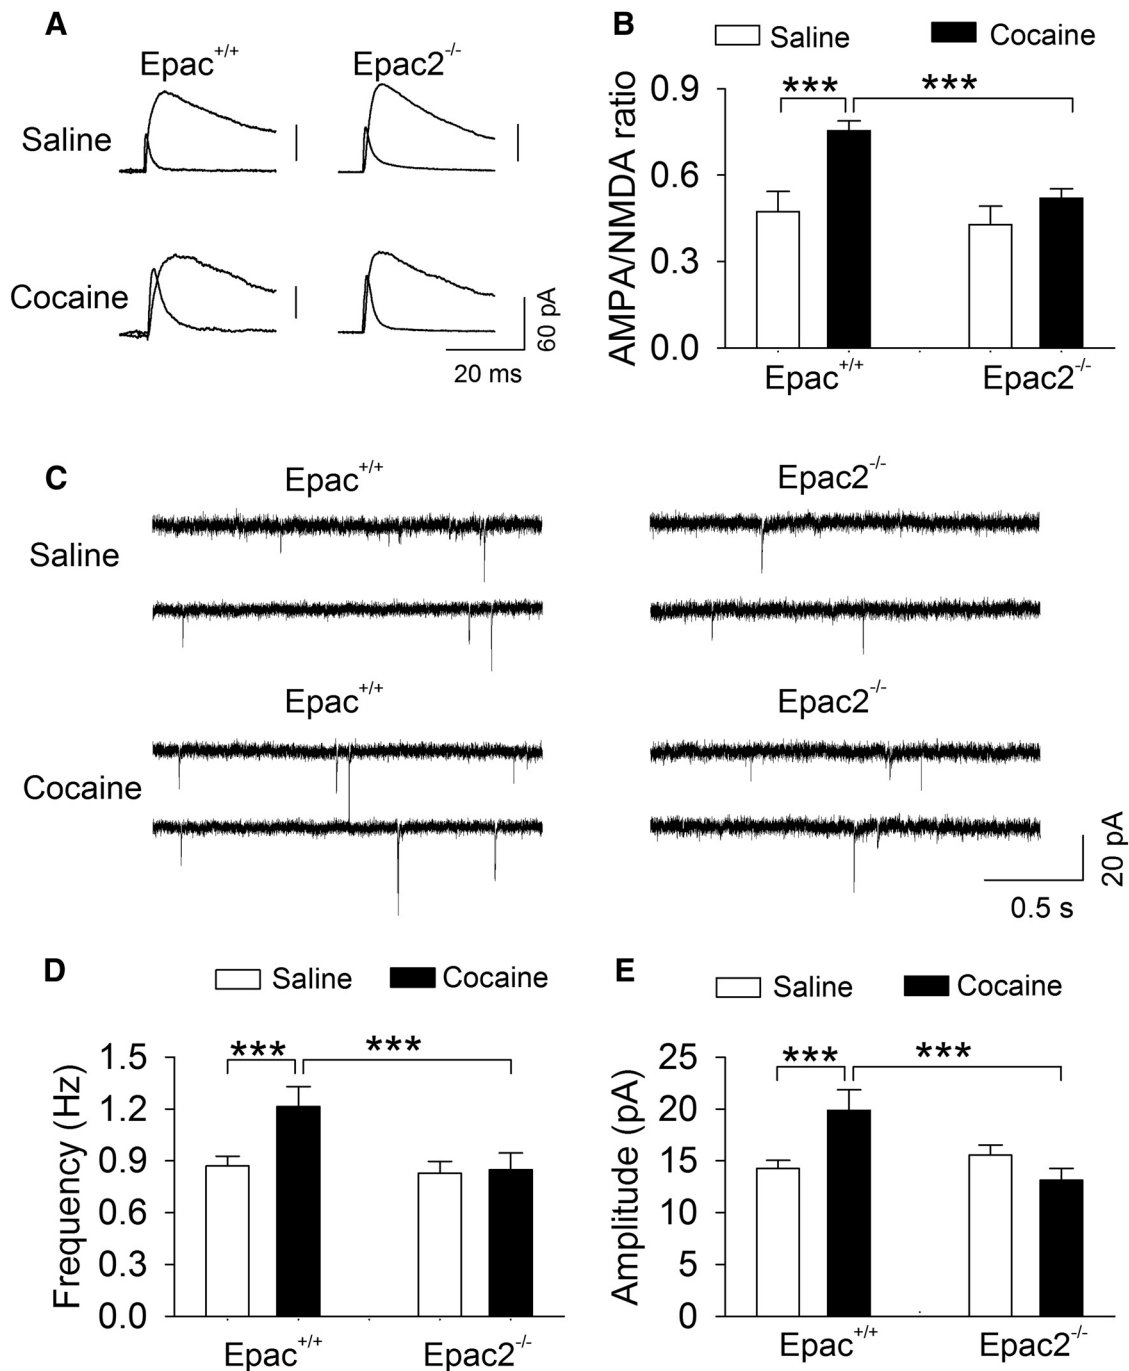 A
Epac+/+ Epac2-/-
Saline
Cocaine
60 pA
20 ms
B
Saline Cocaine
AMPA/NMDA ratio
0.9
0.6
0.3
0.0
*** ***
Epac+/+ Epac2-/-
C
Epac+/+ Epac2-/-
Saline
Epac+/+ Epac2-/-
Cocaine
20 pA
0.5 s
D
Saline Cocaine
Frequency (Hz)
1.5
1.2
0.9
0.6
0.3
0.0
*** ***
Epac+/+ Epac2-/-
E
Saline Cocaine
Amplitude (pA)
25
20
15
10
5
0
*** ***
Epac+/+ Epac2-/-